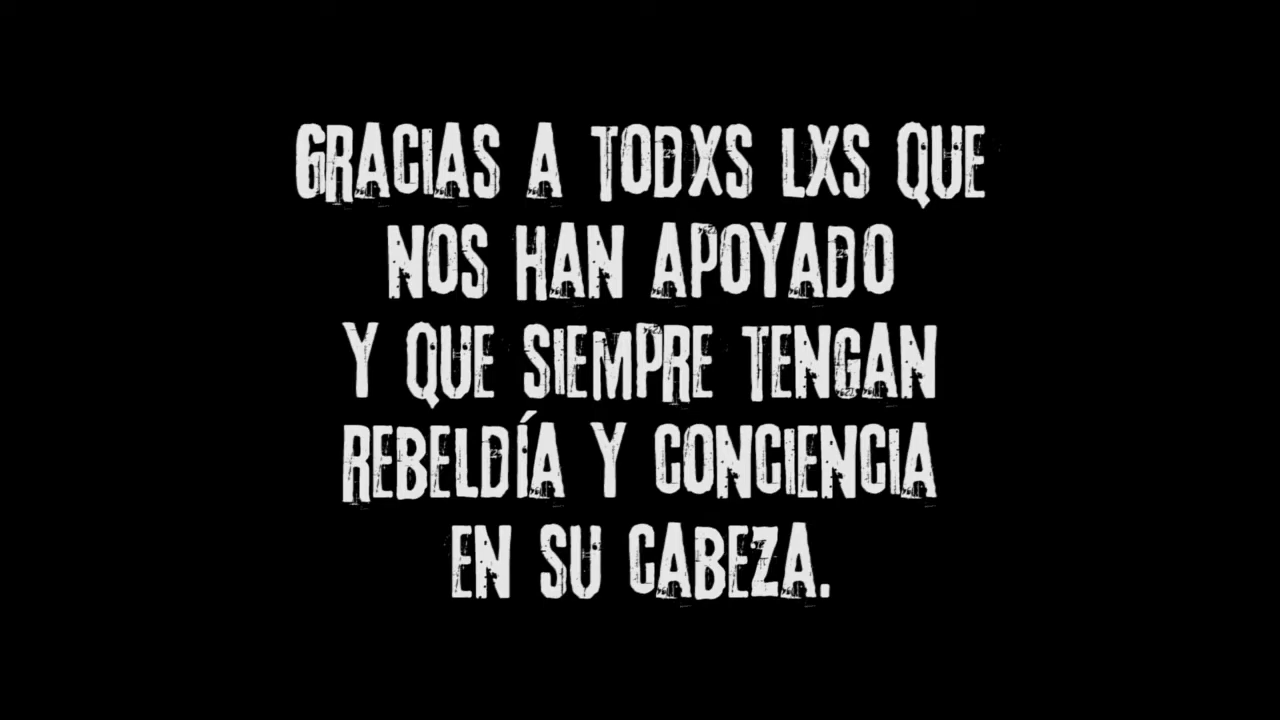 GRACIAS A TODXS LXS QUE
NOS HAN APOYADO
Y QUE SIEMPRE TENGAN
REBELDÍA Y CONCIENCIA
EN SU CABEZA.